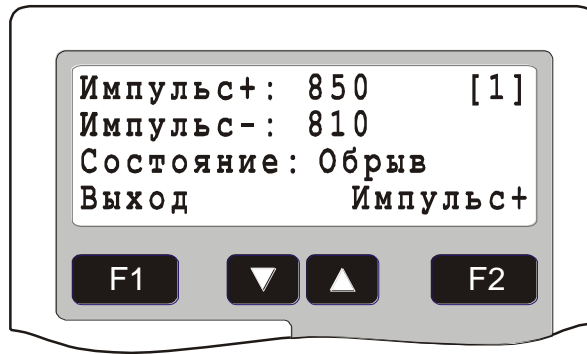 Импульс+: 850 [1]
Импульс-: 810
Состояние: Обрыв
Выход Импульс+
F1 F2